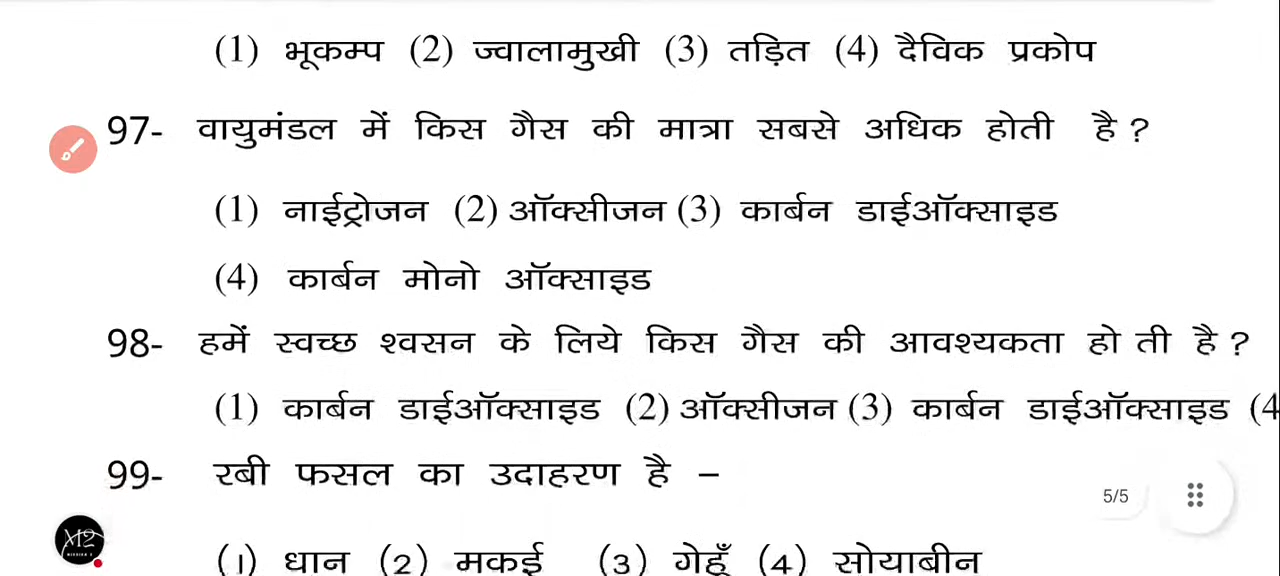 (1) भूकम्प (2) ज्वालामुखी (3) तड़ित (4) दैविक प्रकोप
97- वायुमंडल में किस गैस की मात्रा सबसे अधिक होती है ?
(1) नाईट्रोजन (2) ऑक्सीजन (3) कार्बन डाईऑक्साइड
(4) कार्बन मोनो ऑक्साइड
98- हमें स्वच्छ श्वसन के लिये किस गैस की आवश्यकता हो ती है ?
(1) कार्बन डाईऑक्साइड (2) ऑक्सीजन (3) कार्बन डाईऑक्साइड (4
99- रबी फसल का उदाहरण है –
5/5
M2
(1) धान (2) मकई (3) गेहूँ (4) सोयाबीन